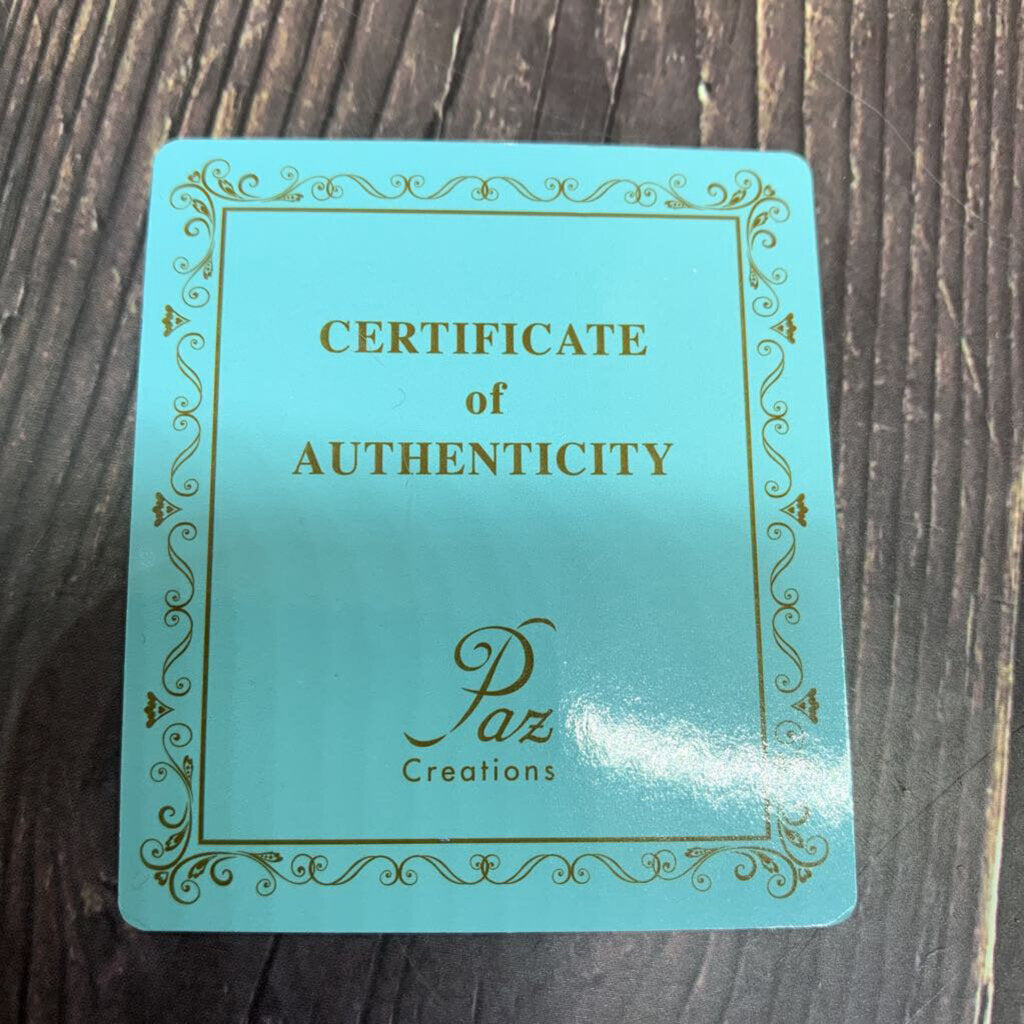 CERTIFICATE
of
AUTHENTICITY
Paz
Creations